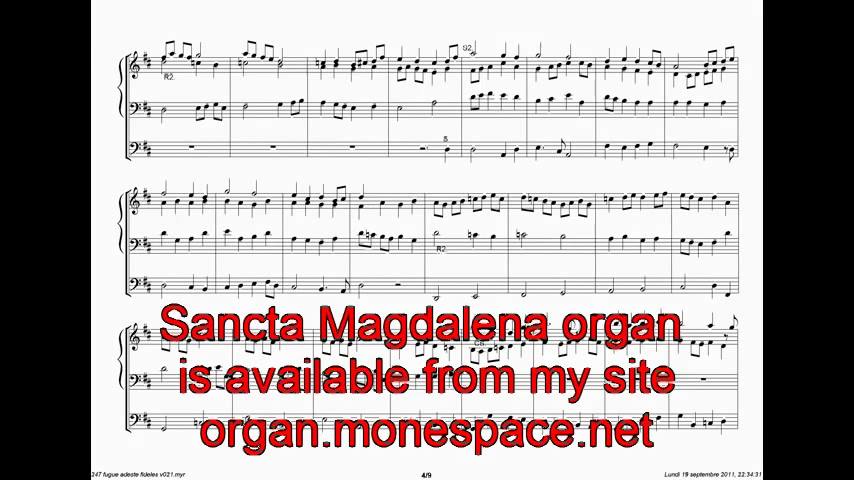 S2
R2
S
R2
Sancta Magdalena organ
is available from my site
organ.monespace.net
247 fugue adeste fideles v021.myr
4/9
Lundi 19 septembre 2011, 22:34:31